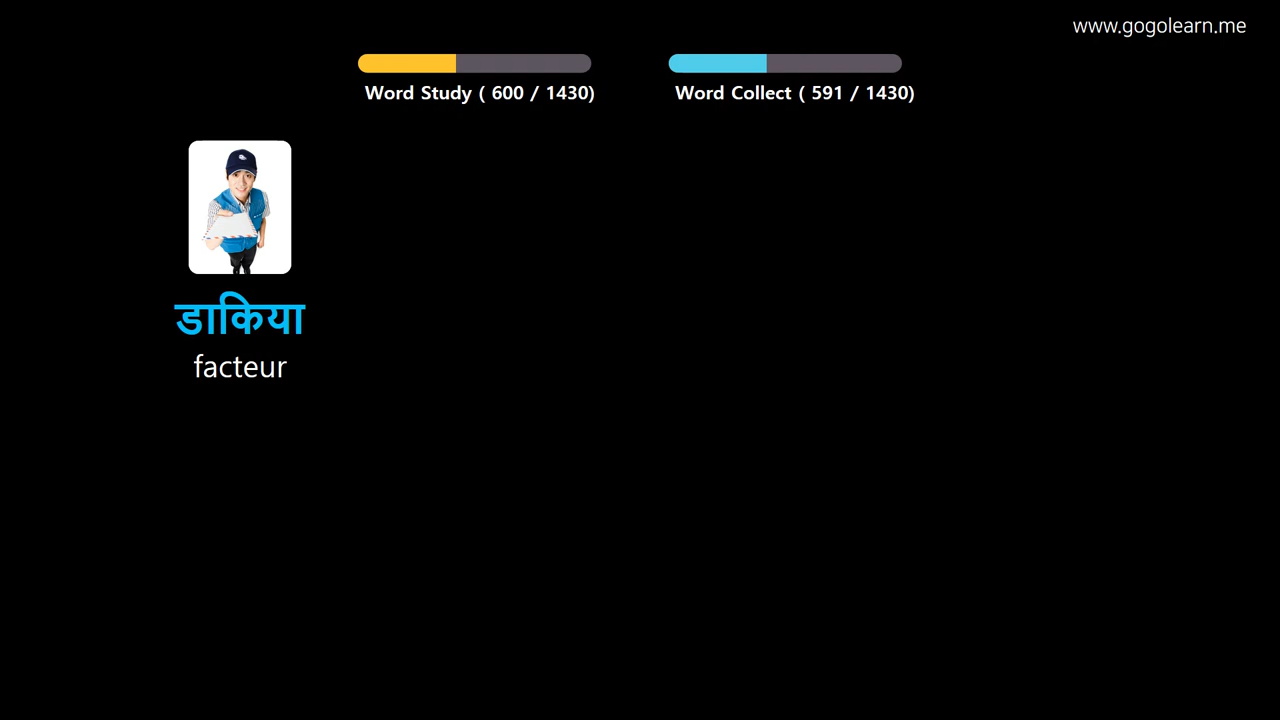 www.gogolearn.me
Word Study ( 600 / 1430)
Word Collect ( 591 / 1430)
डाकिया
facteur